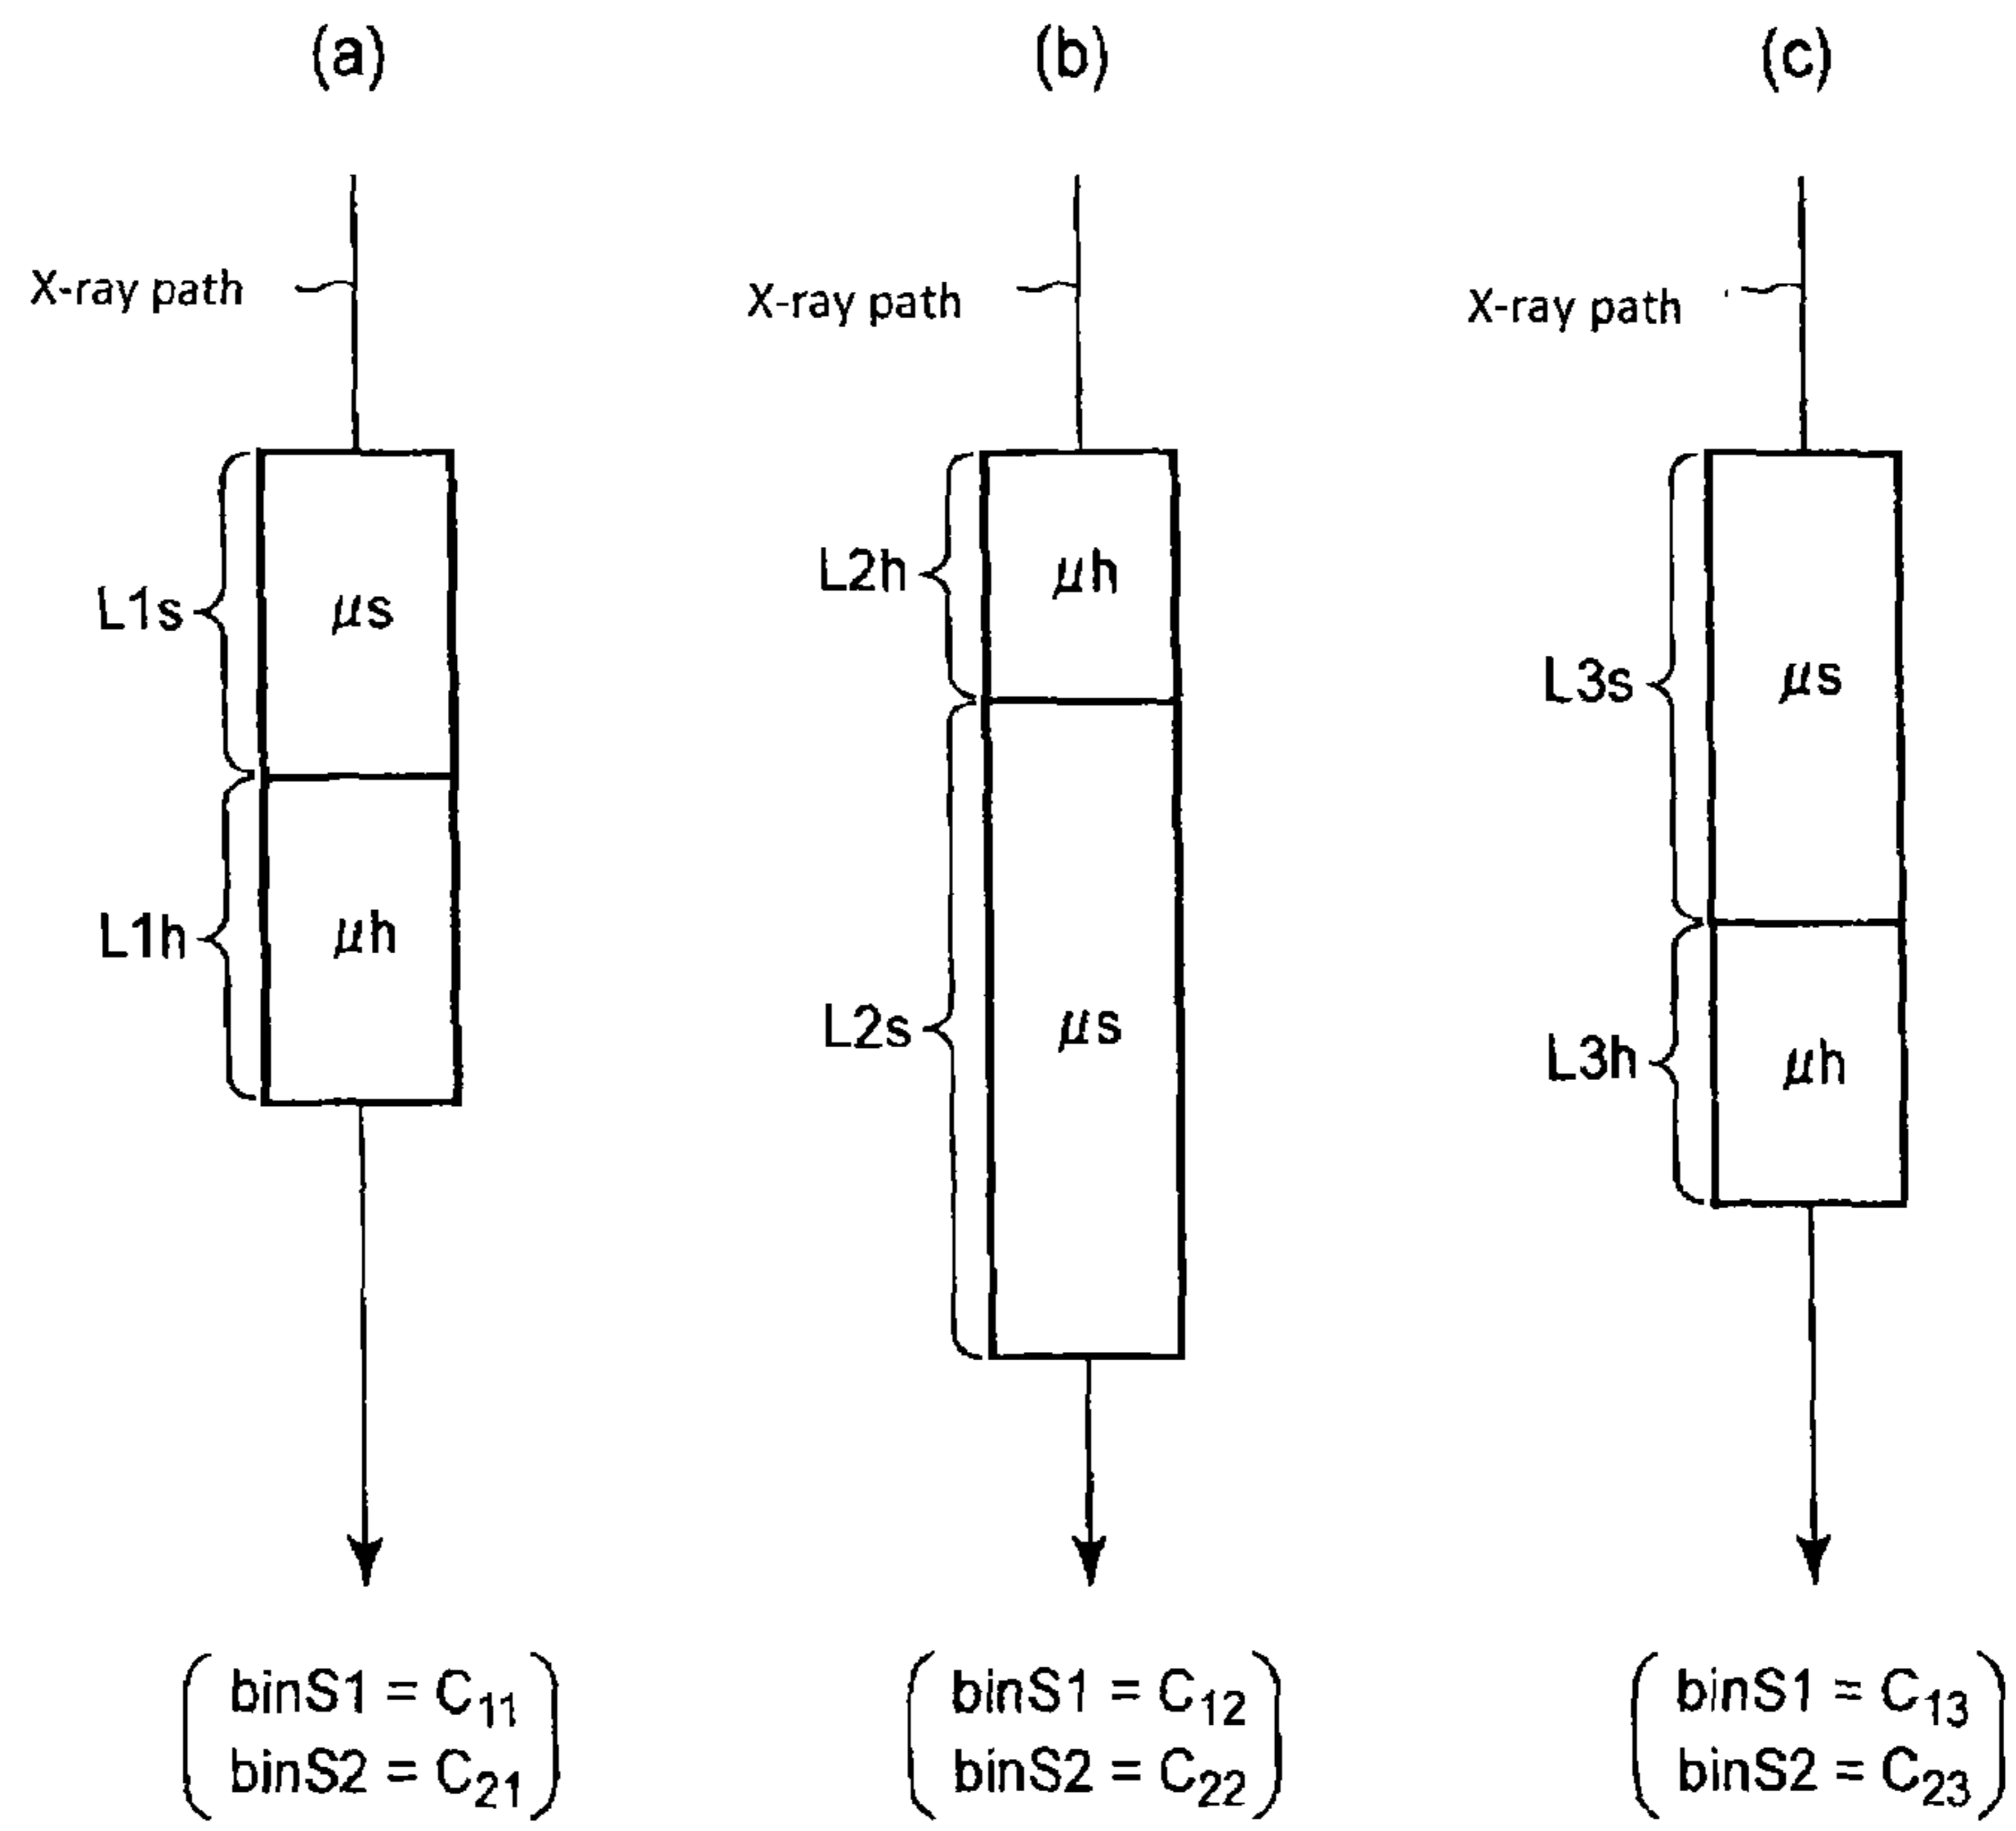 (a)
X-ray path
L1s
μs
L1h
μh
binS1 = C₁₁
binS2 = C₂₁
(b)
X-ray path
L2h
μh
L2s
μs
binS1 = C₁₂
binS2 = C₂₂
(c)
X-ray path
L3s
μs
L3h
μh
binS1 = C₁₃
binS2 = C₂₃